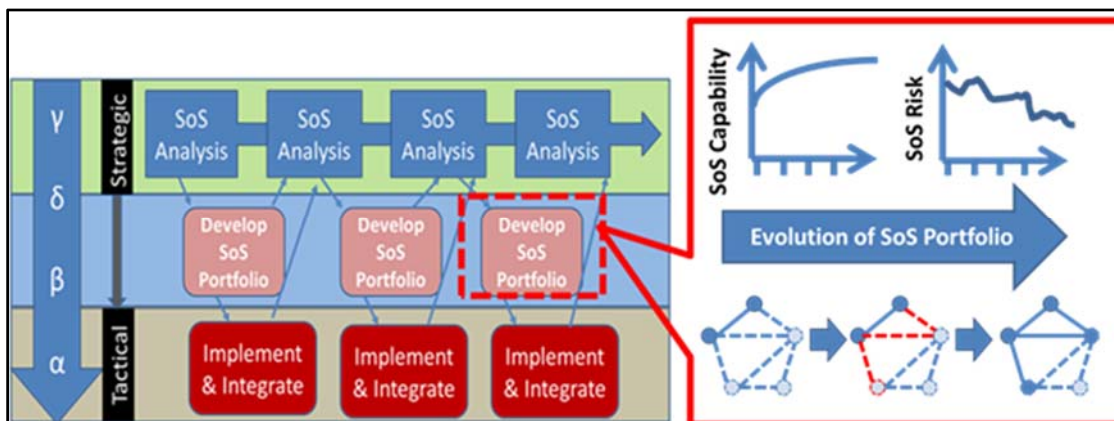 γ
δ
β
α
Strategic
Tactical
SoS
Analysis
SoS
Analysis
SoS
Analysis
SoS
Analysis
Develop
SoS
Portfolio
Develop
SoS
Portfolio
Develop
SoS
Portfolio
Implement
& Integrate
Implement
& Integrate
Implement
& Integrate
SoS Capability
SoS Risk
Evolution of SoS Portfolio